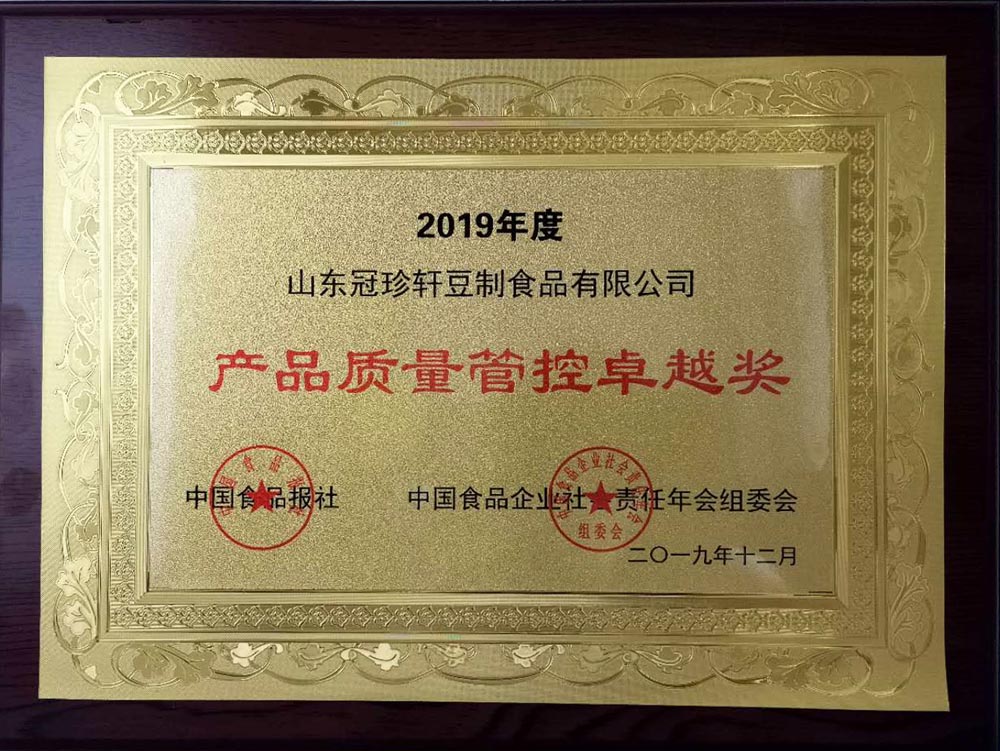 2019年度
山东冠珍轩豆制食品有限公司
产品质量管控卓越奖
中国食品报社 中国食品企业社会责任年会组委会
组委会
二〇一九年十二月